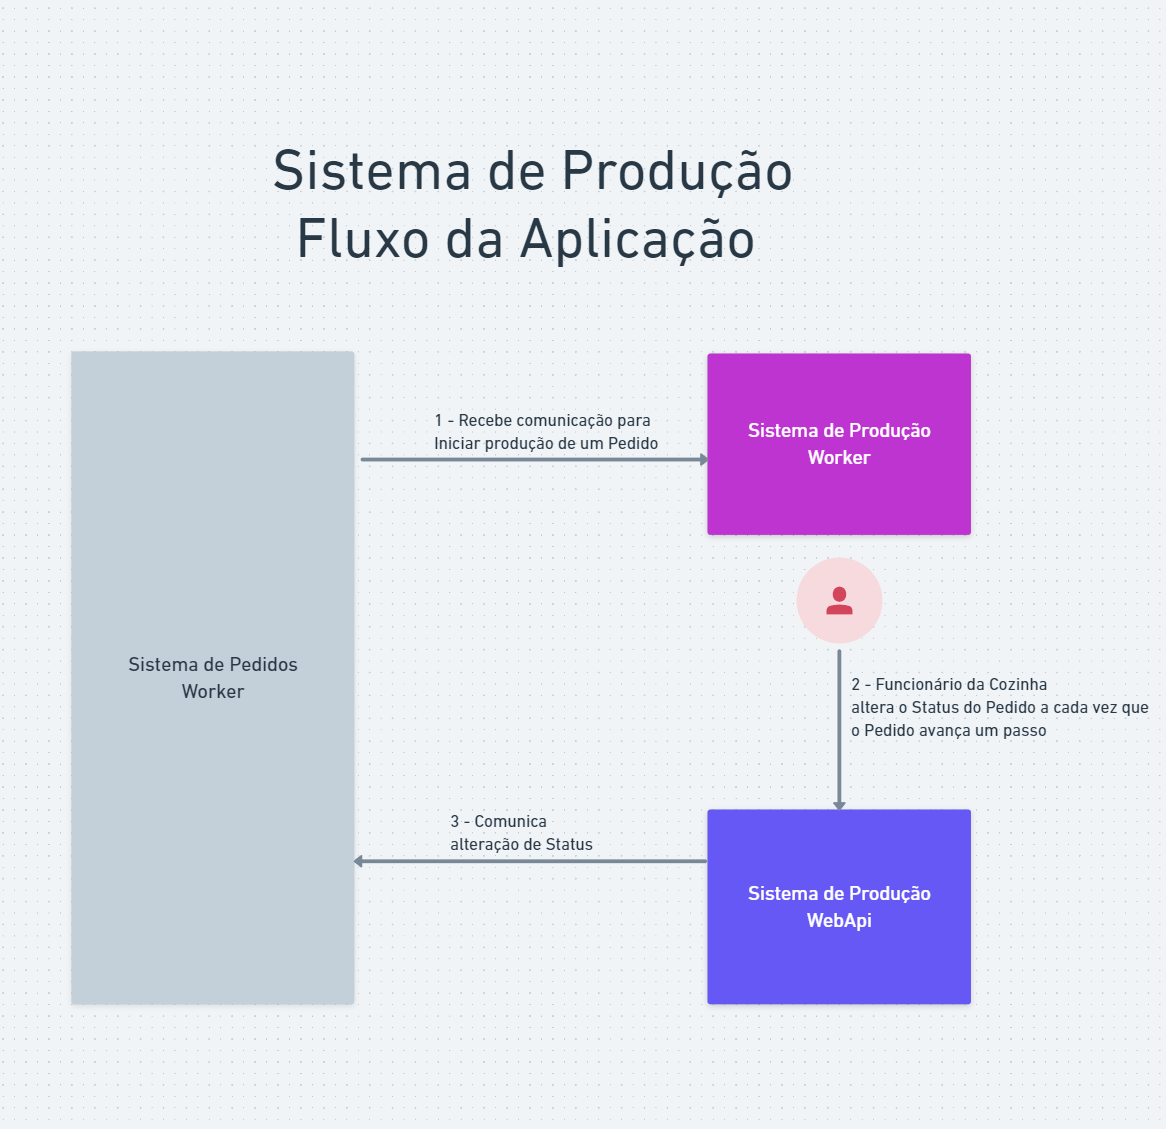 Sistema de Produção
Fluxo da Aplicação
1 - Recebe comunicação para
Iniciar produção de um Pedido
Sistema de Produção
Worker
Sistema de Pedidos
Worker
2 - Funcionário da Cozinha
altera o Status do Pedido a cada vez que
o Pedido avança um passo
3 - Comunica
alteração de Status
Sistema de Produção
WebApi